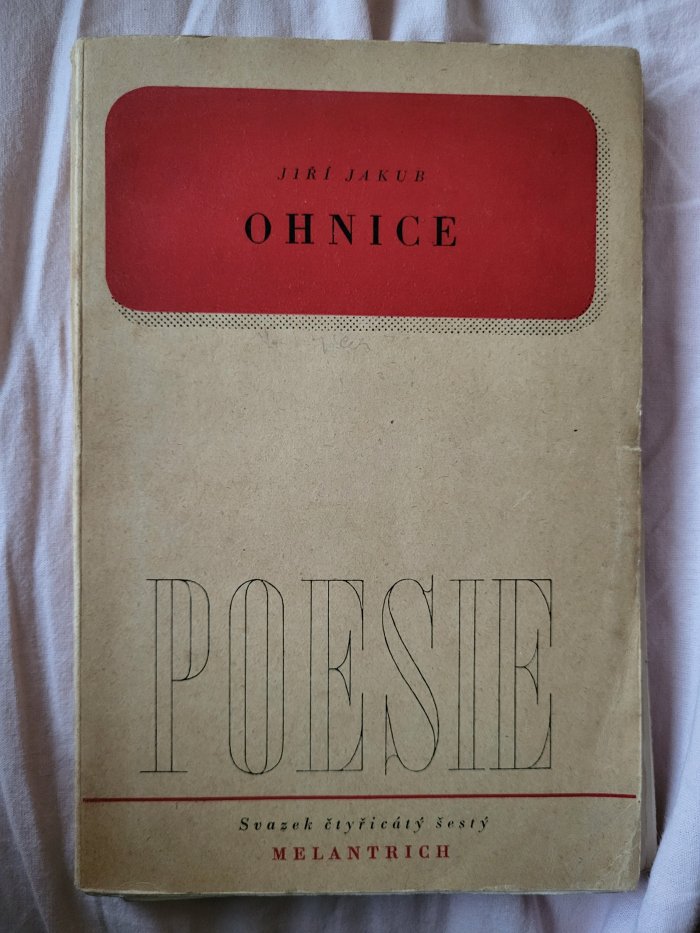 JIŘÍ JAKUB
OHNICE
POESIE
Svazek čtyřicátý šestý
MELANTRICH